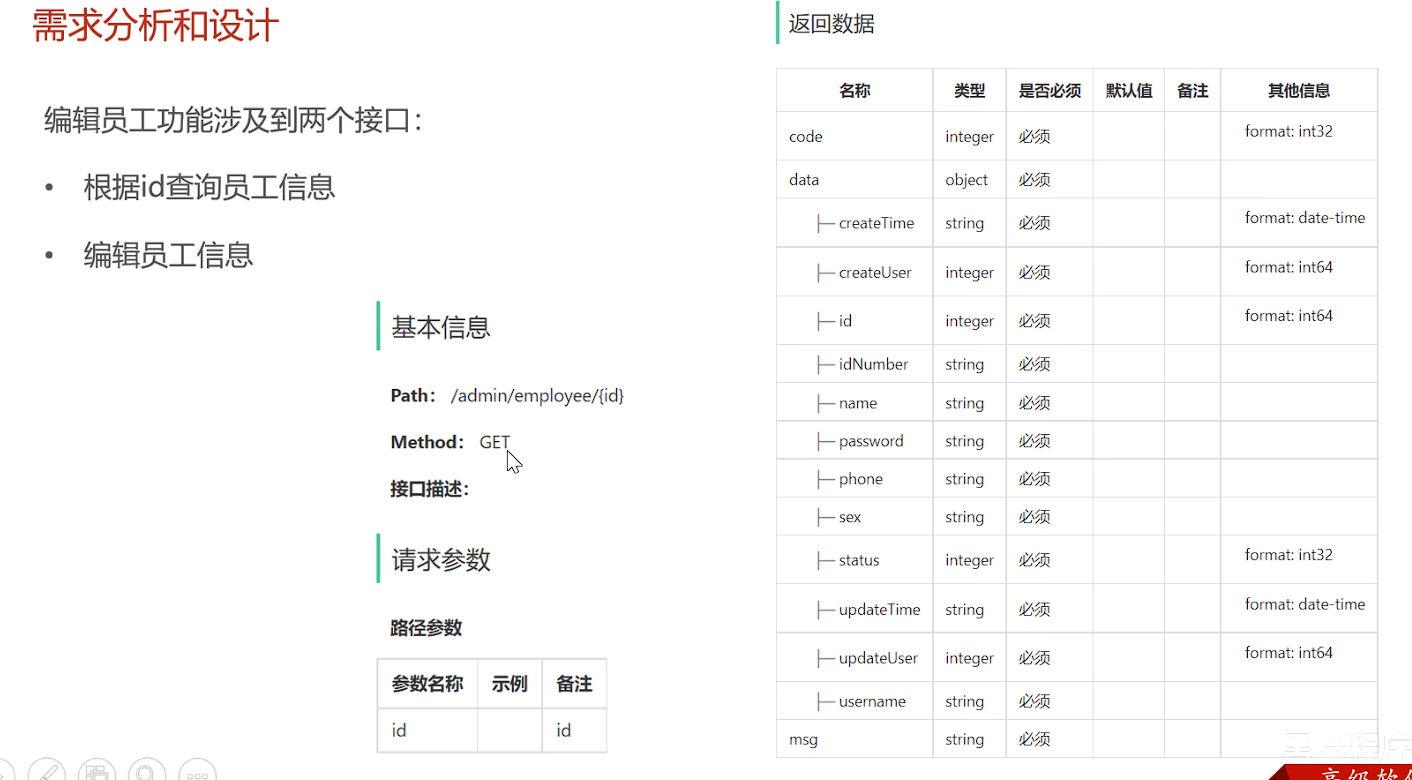 需求分析和设计
编辑员工功能涉及到两个接口：
• 根据id查询员工信息
• 编辑员工信息
基本信息
Path： /admin/employee/{id}
Method： GET
接口描述：
请求参数
路径参数
参数名称 示例 备注
id id
返回数据
名称 类型 是否必须 默认值 备注 其他信息
code integer 必须 format: int32
data object 必须
├─ createTime string 必须 format: date-time
├─ createUser integer 必须 format: int64
├─ id integer 必须 format: int64
├─ idNumber string 必须
├─ name string 必须
├─ password string 必须
├─ phone string 必须
├─ sex string 必须
├─ status integer 必须 format: int32
├─ updateTime string 必须 format: date-time
├─ updateUser integer 必须 format: int64
├─ username string 必须
msg string 必须
高级软